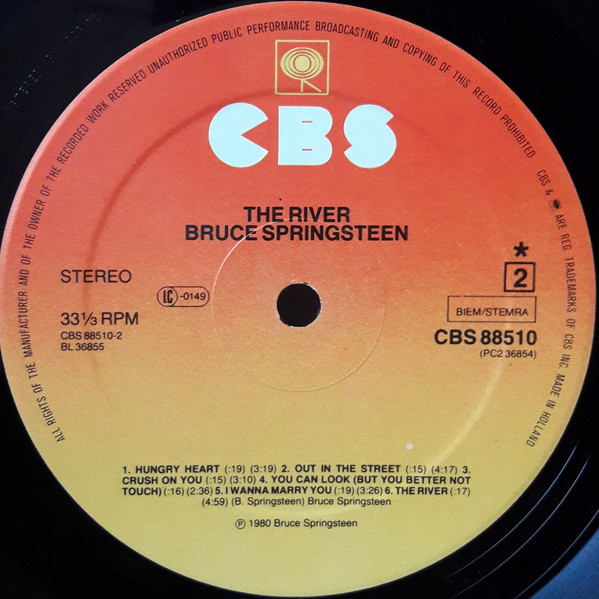 ALL RIGHTS OF THE MANUFACTURER AND OF THE OWNER OF THE RECORDED WORK RESERVED UNAUTHORIZED PUBLIC PERFORMANCE BROADCASTING AND COPYING OF THIS RECORD PROHIBITED
CBS & ARE REG. TRADEMARKS OF CBS INC. MADE IN HOLLAND
CBS
THE RIVER
BRUCE SPRINGSTEEN
STEREO
LC -0149
* 2
33⅓ RPM
BIEM/STEMRA
CBS 88510-2
CBS 88510
BL 36855
(PC2 36854)
1. HUNGRY HEART (:19) (3:19) 2. OUT IN THE STREET (:15) (4:17) 3.
CRUSH ON YOU (:15) (3:10) 4. YOU CAN LOOK (BUT YOU BETTER NOT
TOUCH) (:16) (2:36) 5. I WANNA MARRY YOU (:19) (3:26) 6. THE RIVER (:17)
(4:59) (B. Springsteen) Bruce Springsteen
℗ 1980 Bruce Springsteen